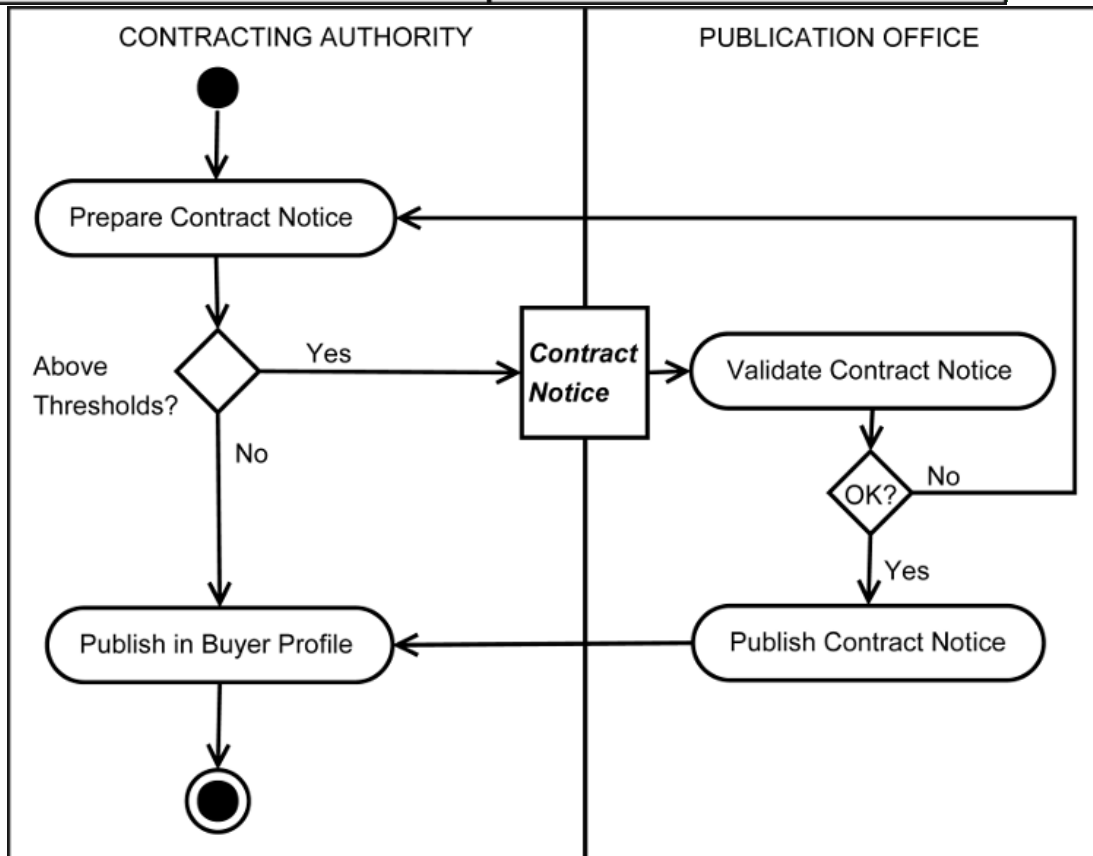 CONTRACTING AUTHORITY
PUBLICATION OFFICE
Prepare Contract Notice
Above
Thresholds?
Yes
Contract
Notice
Validate Contract Notice
No
OK?
No
Yes
Publish in Buyer Profile
Publish Contract Notice